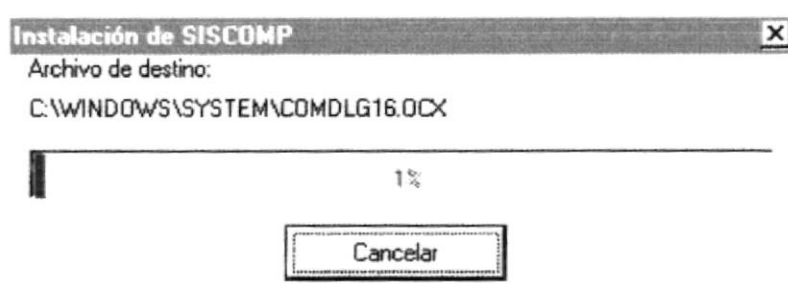 Instalación de SISCOMP
Archivo de destino:
C:\WINDOWS\SYSTEM\COMDLG16.OCX
1%
Cancelar